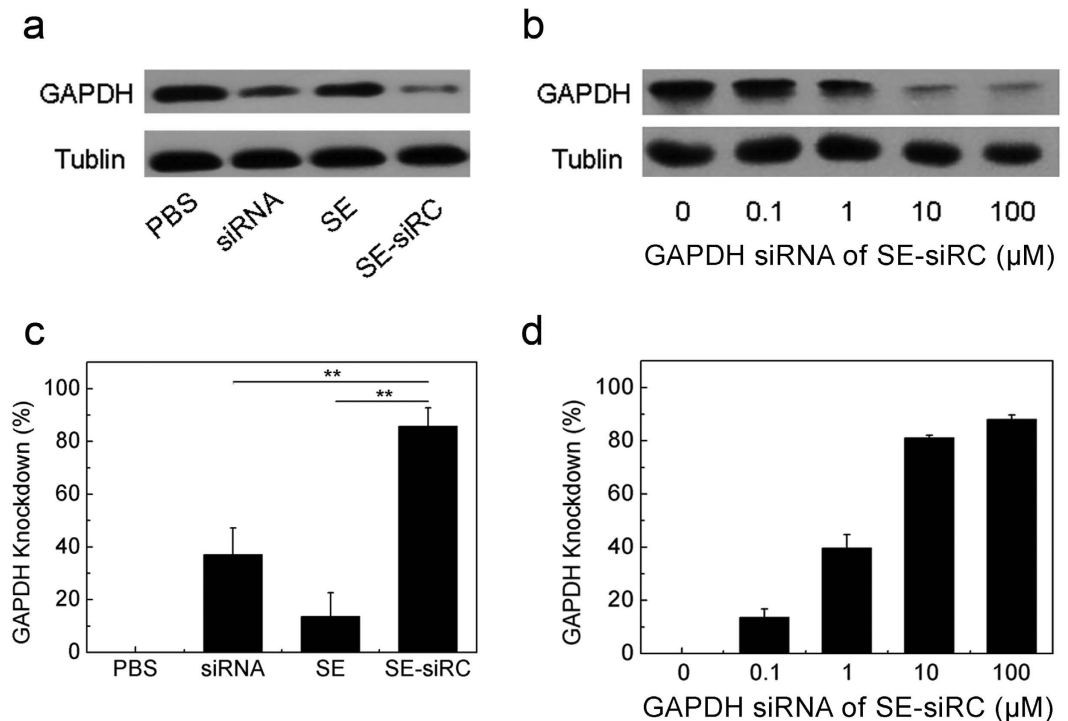 a
GAPDH
Tublin
PBS
siRNA
SE
SE-siRC
b
GAPDH
Tublin
0 0.1 1 10 100
GAPDH siRNA of SE-siRC (μM)
c
GAPDH Knockdown (%)
100
80
60
40
20
0
**
**
PBS siRNA SE SE-siRC
d
GAPDH Knockdown (%)
100
80
60
40
20
0
0 0.1 1 10 100
GAPDH siRNA of SE-siRC (μM)